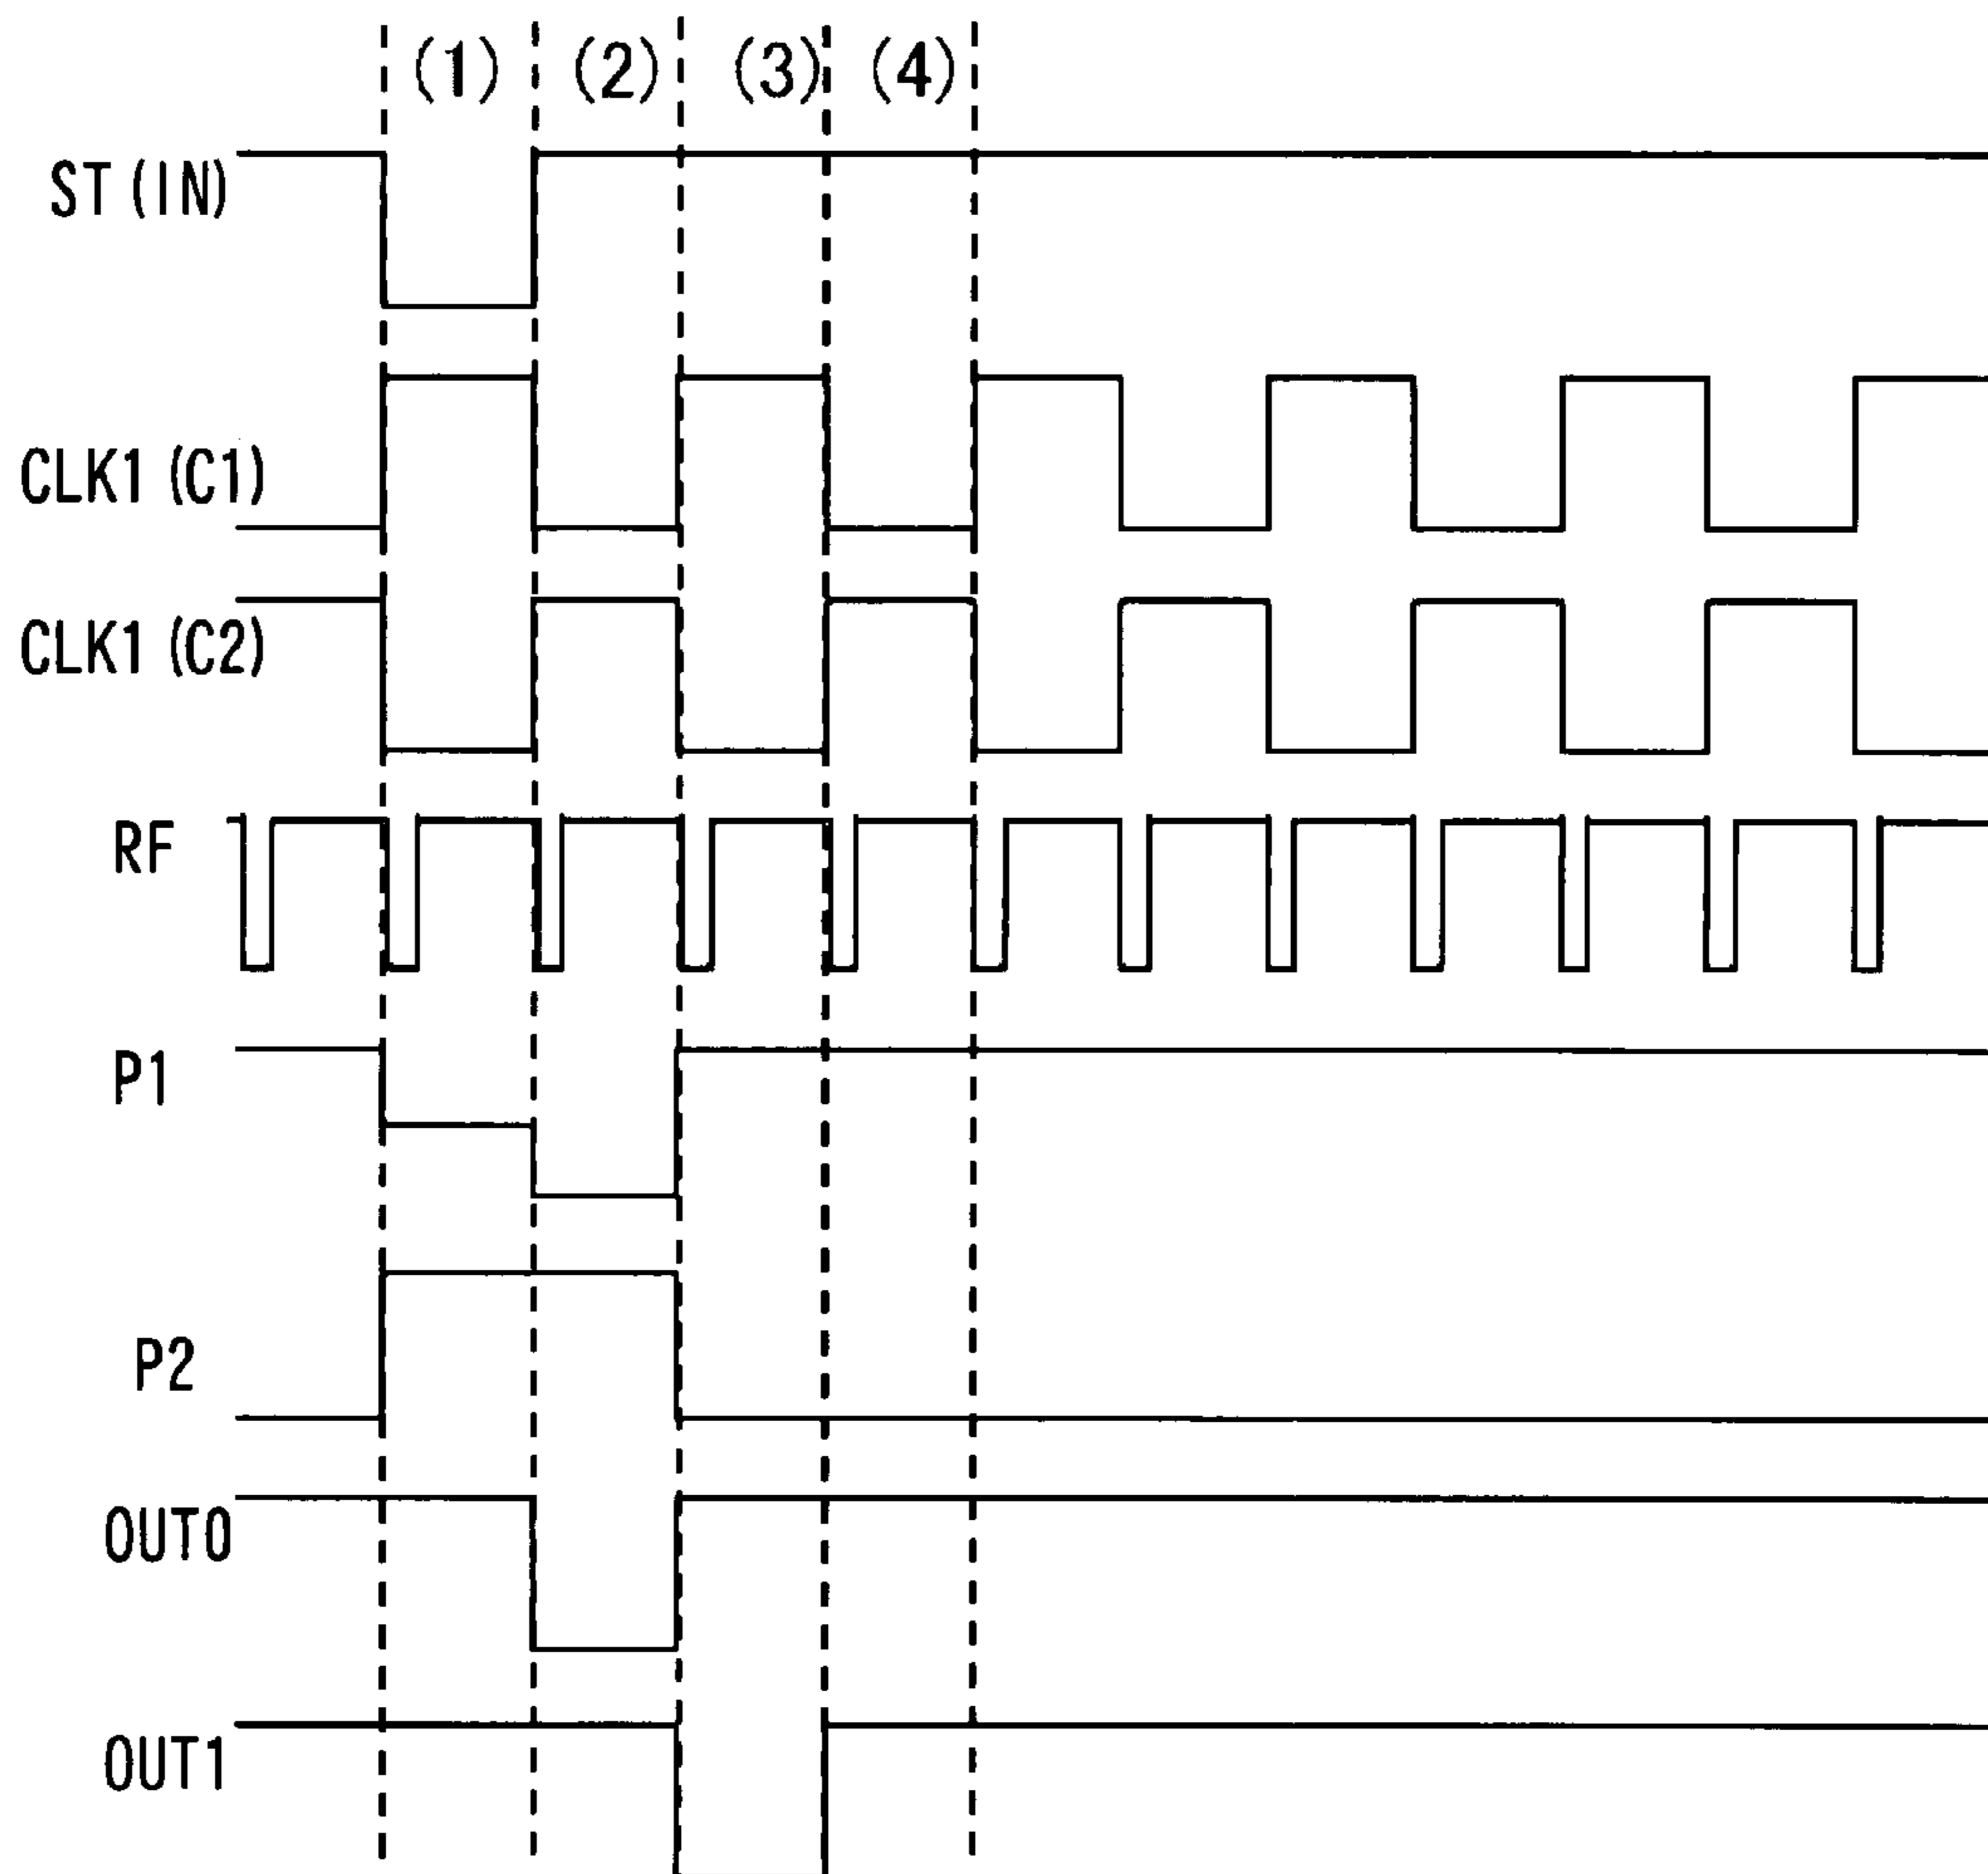 (1) (2) (3) (4)
ST(IN)
CLK1(C1)
CLK1(C2)
RF
P1
P2
OUT0
OUT1